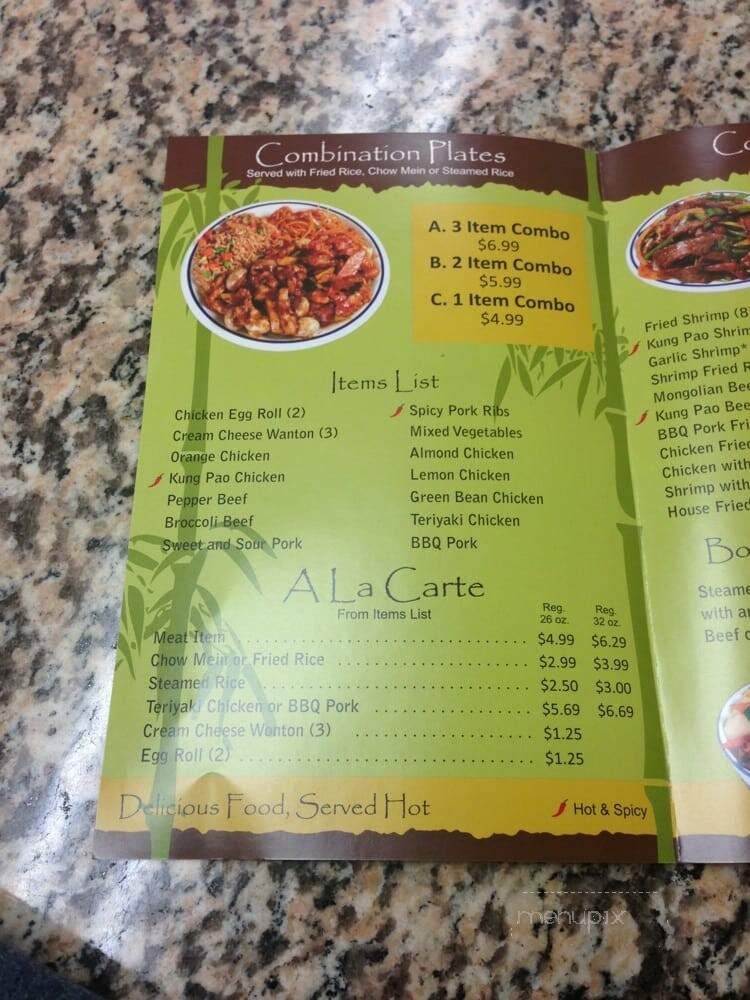 Combination Plates
Served with Fried Rice, Chow Mein or Steamed Rice
A. 3 Item Combo
$6.99
B. 2 Item Combo
$5.99
C. 1 Item Combo
$4.99
Items List
Chicken Egg Roll (2)
Cream Cheese Wanton (3)
Orange Chicken
Kung Pao Chicken
Pepper Beef
Broccoli Beef
Sweet and Sour Pork
Spicy Pork Ribs
Mixed Vegetables
Almond Chicken
Lemon Chicken
Green Bean Chicken
Teriyaki Chicken
BBQ Pork
A La Carte
From Items List
Reg. 26 oz. Reg. 32 oz.
Meat Item $4.99 $6.29
Chow Mein or Fried Rice $2.99 $3.99
Steamed Rice $2.50 $3.00
Teriyaki Chicken or BBQ Pork $5.69 $6.69
Cream Cheese Wonton (3) $1.25
Egg Roll (2) $1.25
Delicious Food, Served Hot
Hot & Spicy
Fried Shrimp (8
Kung Pao Shrim
Garlic Shrimp*
Shrimp Fried R
Mongolian Bee
Kung Pao Bee
BBQ Pork Fri
Chicken Fried
Chicken with
Shrimp with
House Fried
Bo
Steame
with a
Beef o
menupix